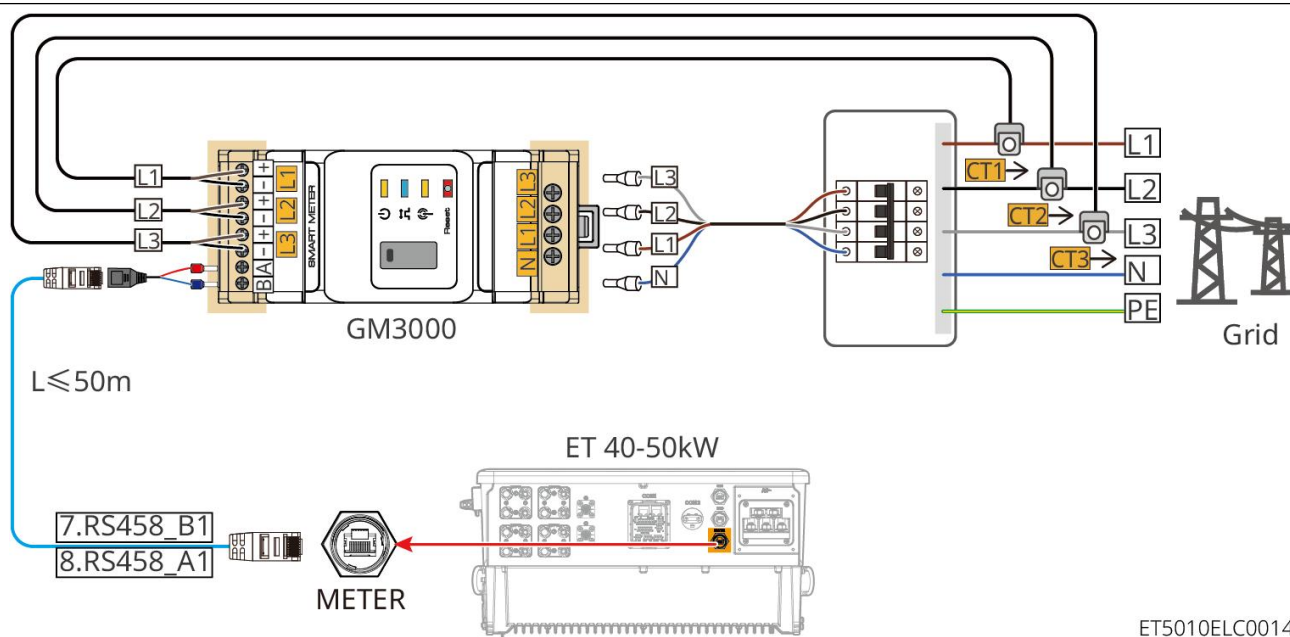 L1
L2
L3
+
-
+
-
+
-
A
B
L1
L2
L3
SMART METER
Reset
L3
L2
L1
N
GM3000
L3
L2
L1
N
CT1
CT2
CT3
L1
L2
L3
N
PE
Grid
L≤50m
ET 40-50kW
7.RS458_B1
8.RS458_A1
METER
ET5010ELC0014